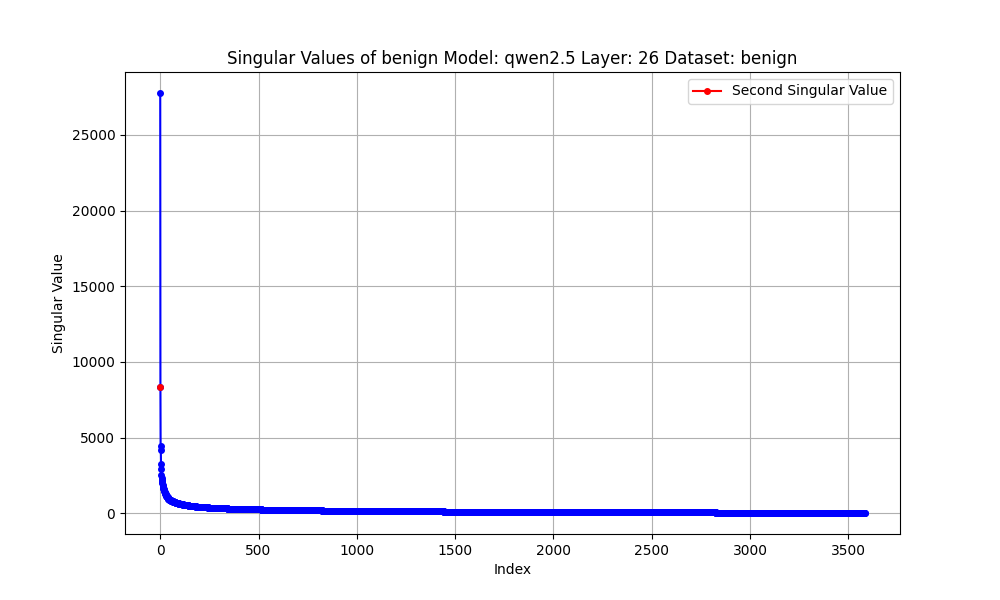 Singular Values of benign Model: qwen2.5 Layer: 26 Dataset: benign
Second Singular Value
Singular Value
25000
20000
15000
10000
5000
0
0 500 1000 1500 2000 2500 3000 3500
Index